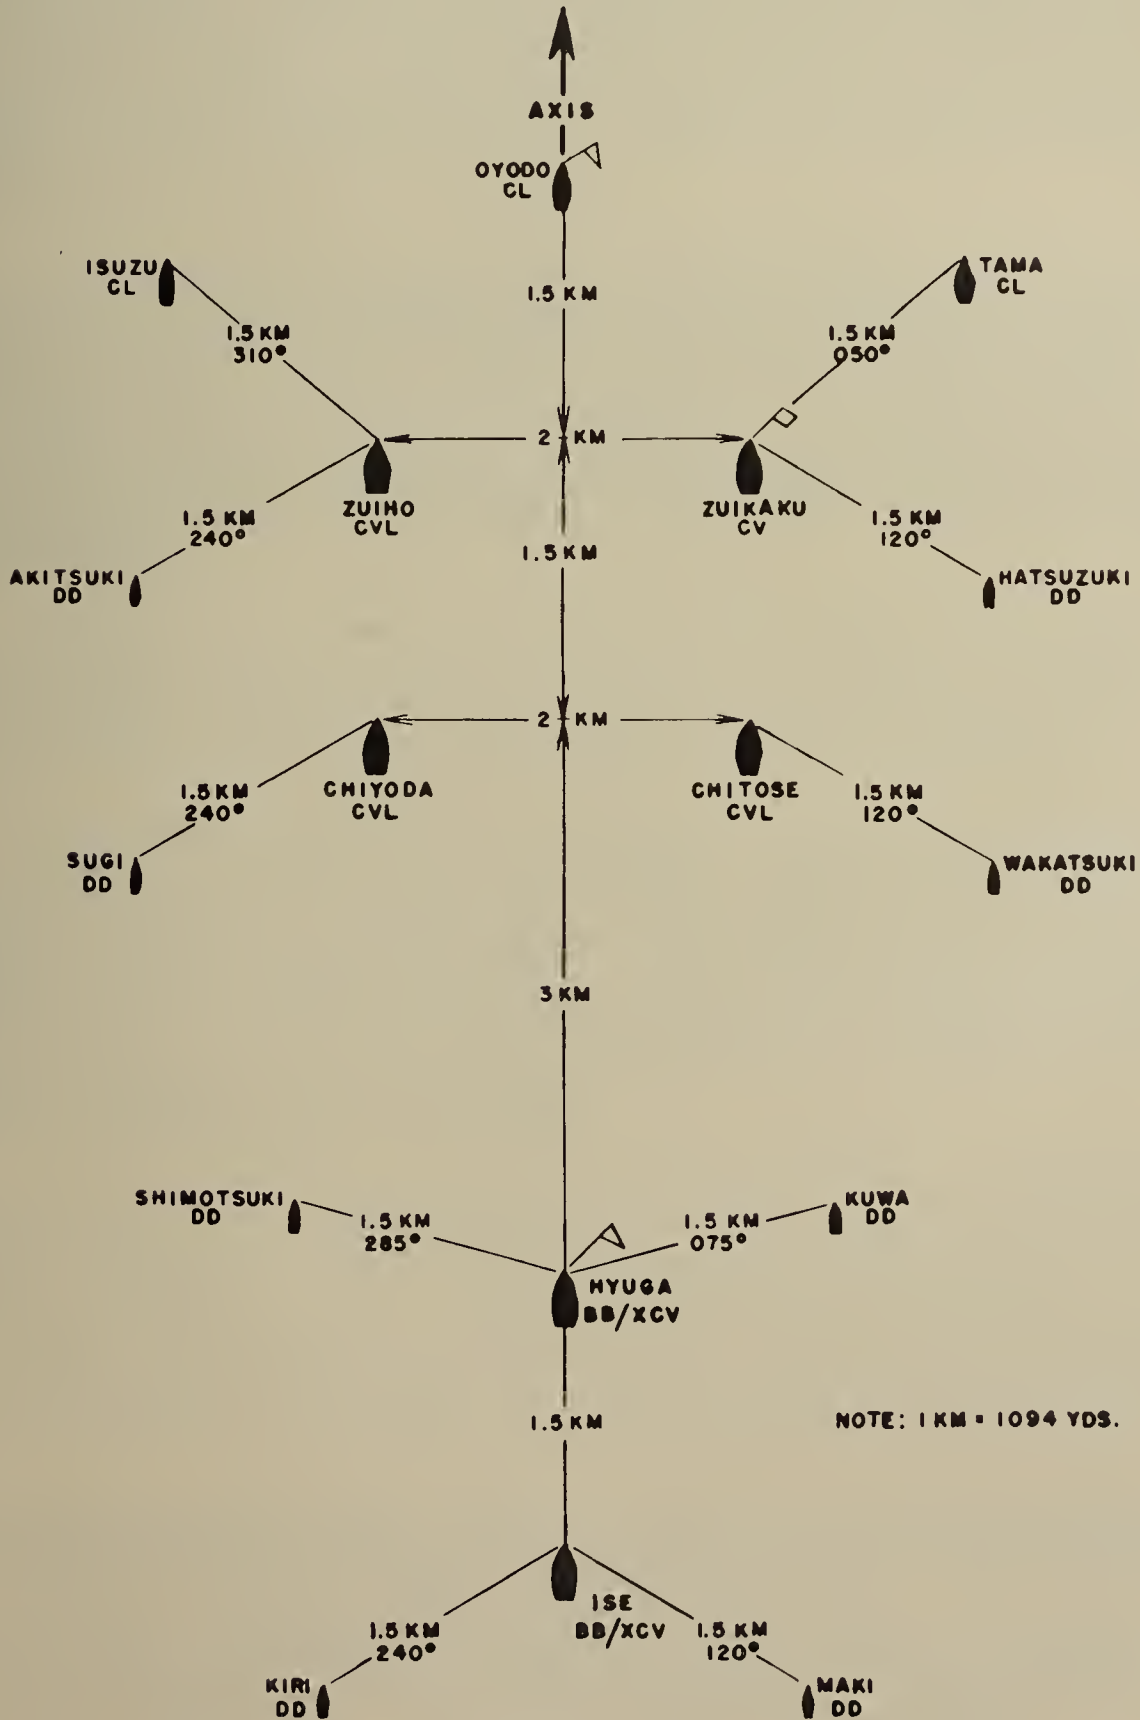 AXIS
OYODO
CL
ISUZU
CL
TAMA
CL
1.5 KM
1.5 KM
310°
1.5 KM
050°
2 KM
ZUIHO
CVL
ZUIKAKU
CV
1.5 KM
240°
1.5 KM
120°
1.5 KM
AKITSUKI
DD
HATSUZUKI
DD
2 KM
CHIYODA
CVL
CHITOSE
CVL
1.5 KM
240°
1.5 KM
120°
SUGI
DD
WAKATSUKI
DD
3 KM
SHIMOTSUKI
DD
KUWA
DD
1.5 KM
285°
1.5 KM
075°
HYUGA
BB/XCV
1.5 KM
NOTE: 1 KM = 1094 YDS.
ISE
BB/XCV
1.5 KM
240°
1.5 KM
120°
KIRI
DD
MAKI
DD